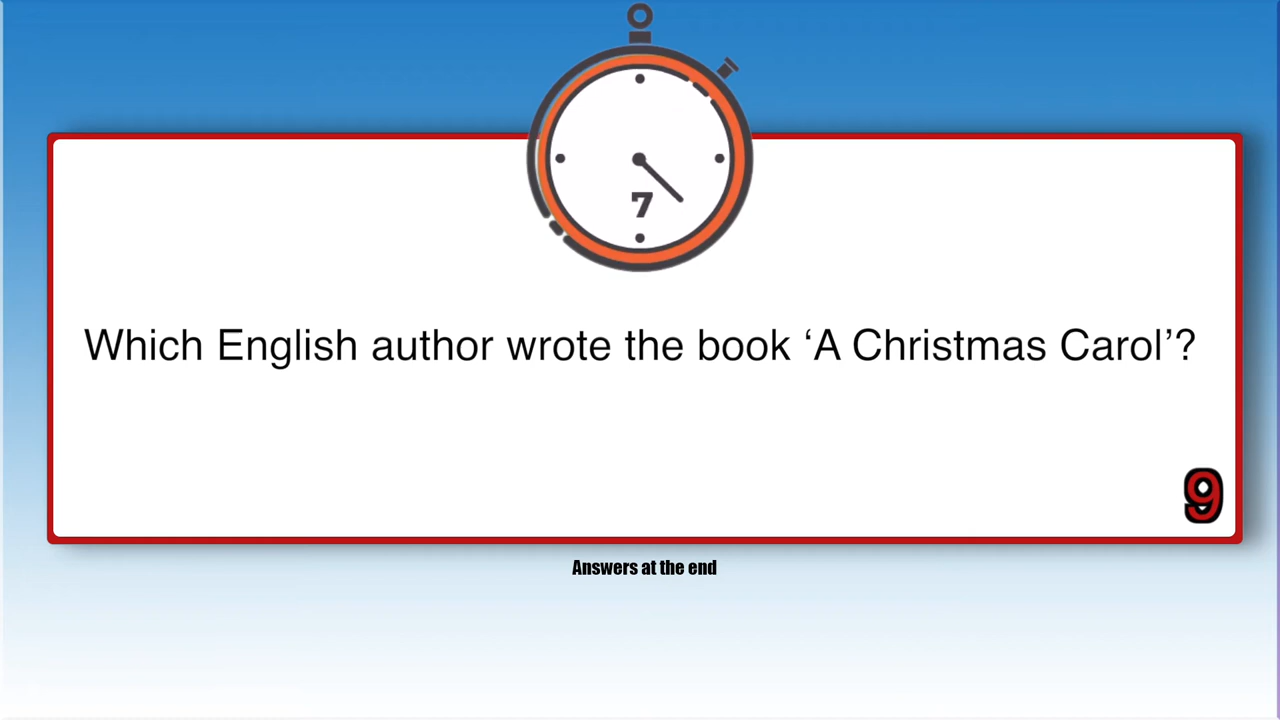 7
Which English author wrote the book ‘A Christmas Carol’?
9
Answers at the end